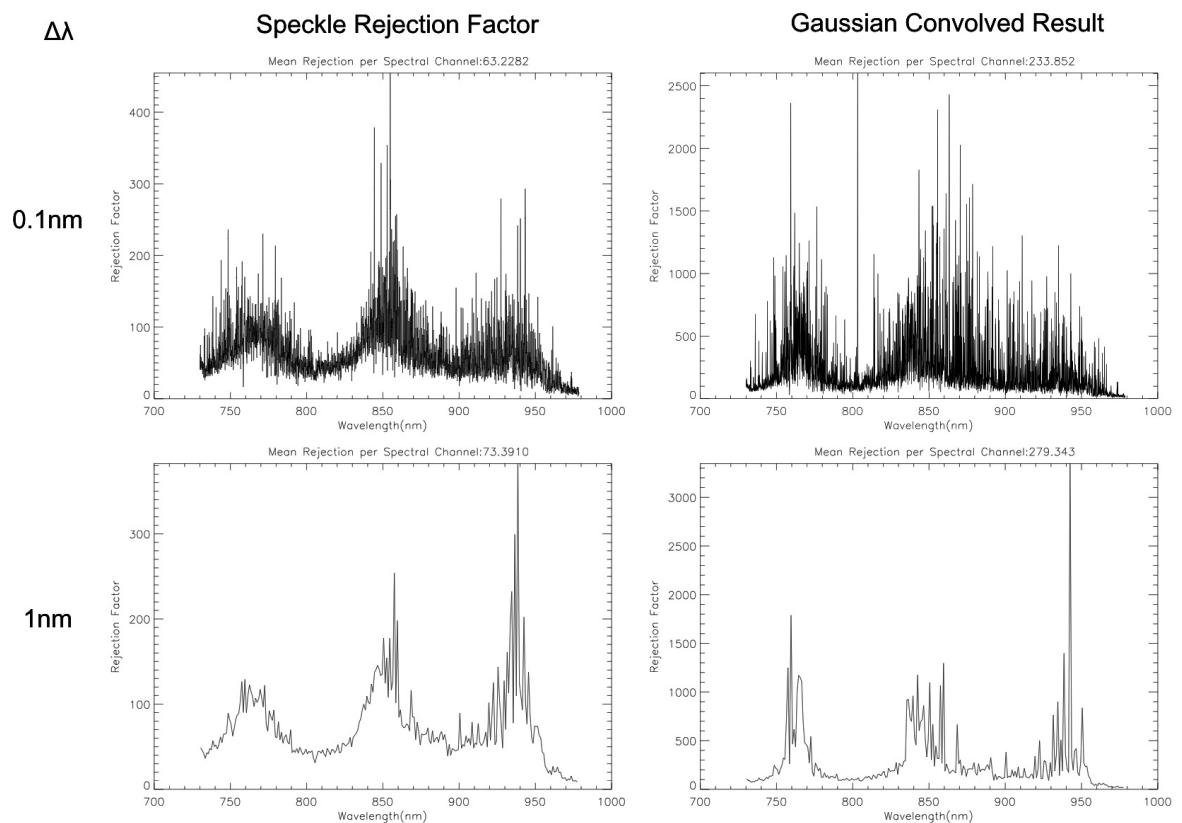 Δλ
Speckle Rejection Factor
Gaussian Convolved Result
0.1nm
Mean Rejection per Spectral Channel:63.2282
Rejection Factor
400
300
200
100
0
700 750 800 850 900 950 1000
Wavelength(nm)
Mean Rejection per Spectral Channel:233.852
Rejection Factor
2500
2000
1500
1000
500
0
700 750 800 850 900 950 1000
Wavelength(nm)
1nm
Mean Rejection per Spectral Channel:73.3910
Rejection Factor
300
200
100
0
700 750 800 850 900 950 1000
Wavelength(nm)
Mean Rejection per Spectral Channel:279.343
Rejection Factor
3000
2500
2000
1500
1000
500
0
700 750 800 850 900 950 1000
Wavelength(nm)